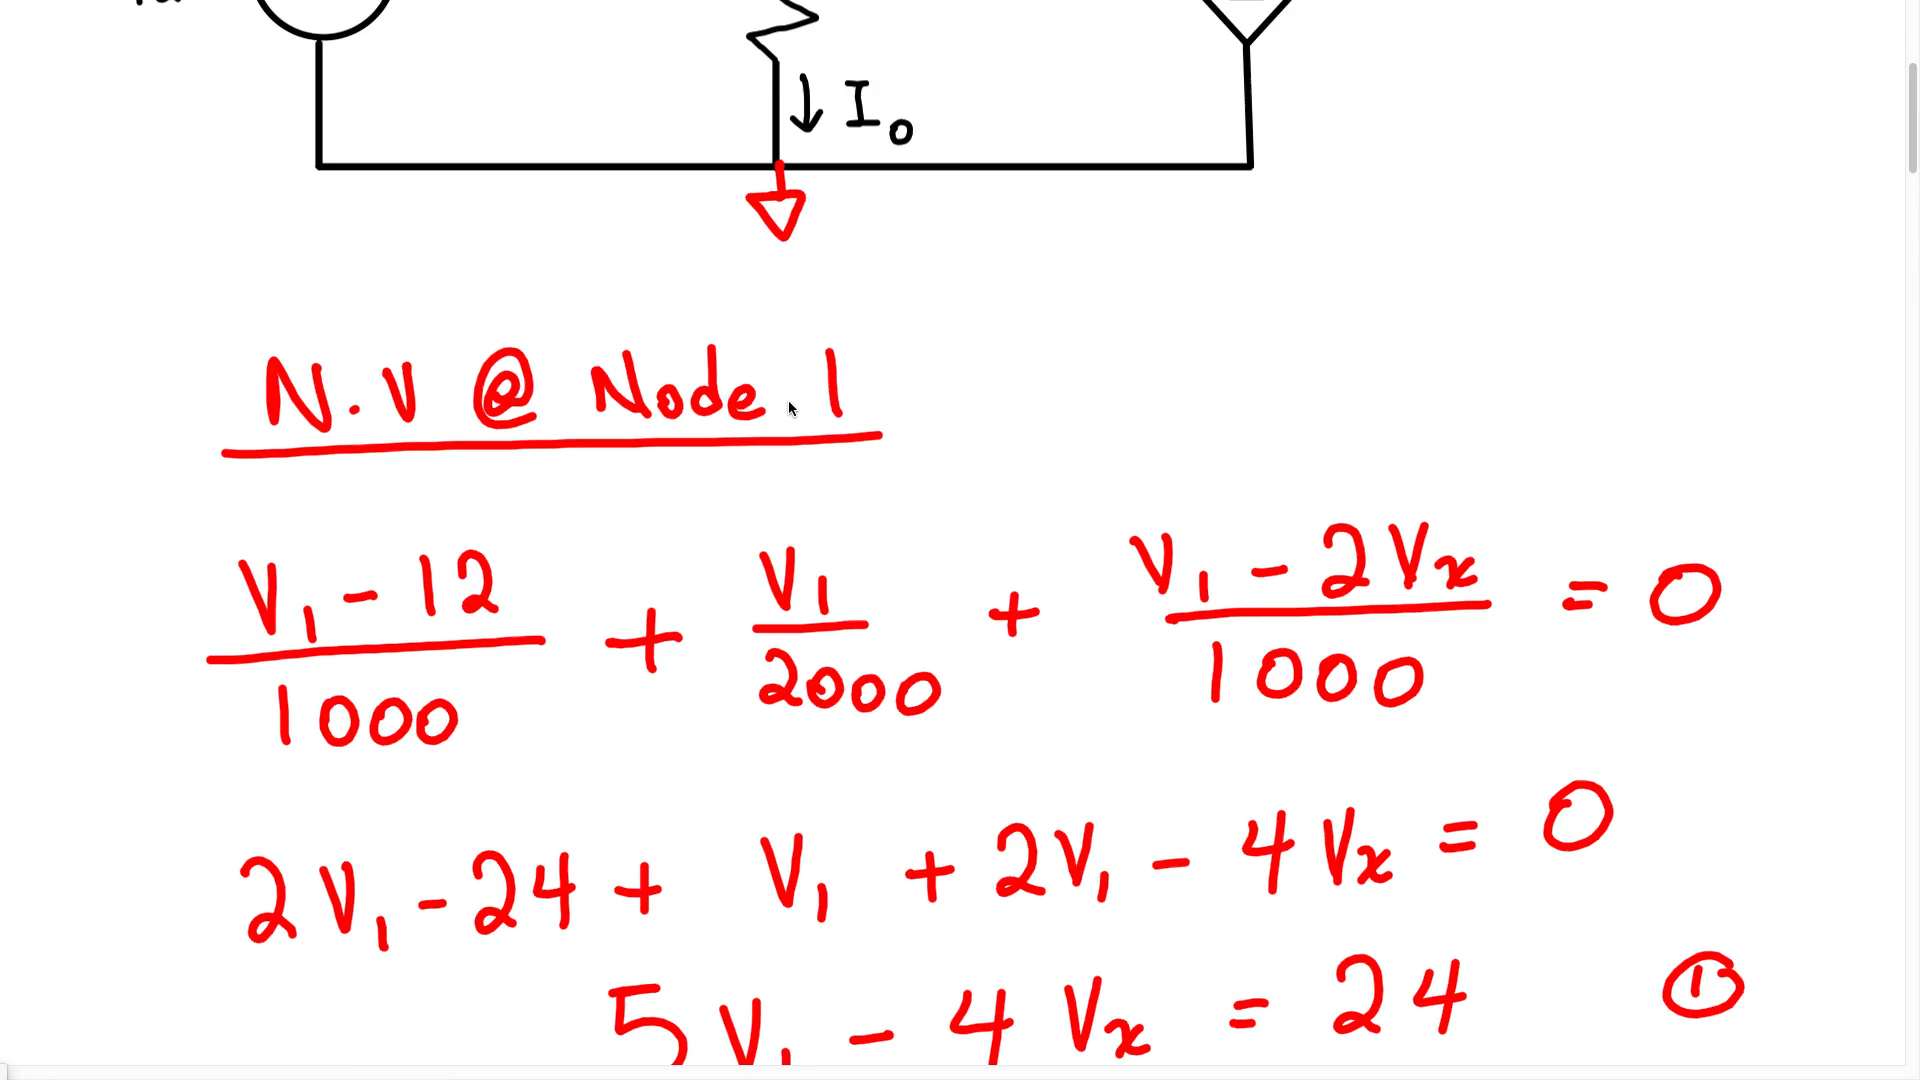 I₀
N.V @ Node 1
(V₁ - 12)/1000 + V₁/2000 + (V₁ - 2Vx)/1000 = 0
2V₁ - 24 + V₁ + 2V₁ - 4Vx = 0
5V₁ - 4Vx = 24 ①